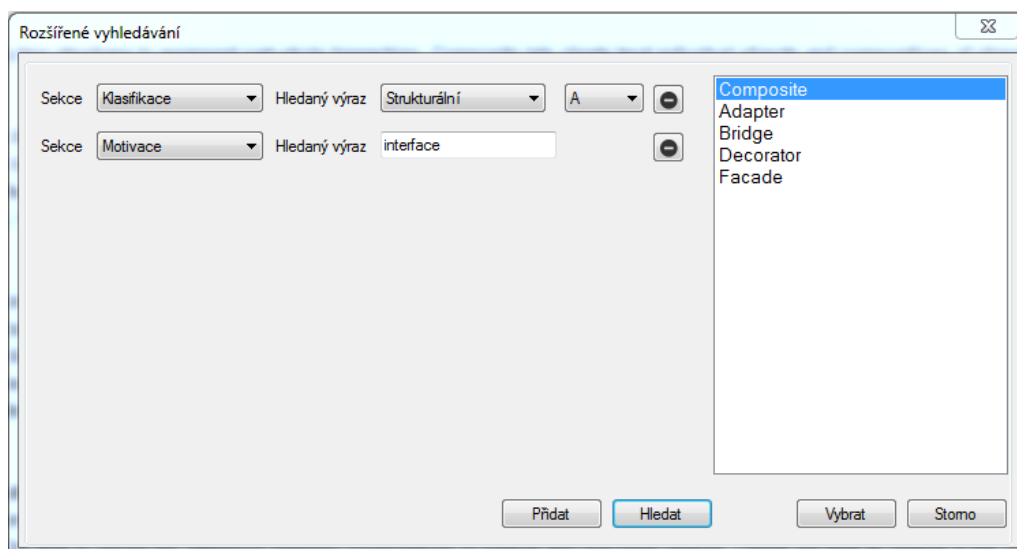 Rozšířené vyhledávání
Sekce Klasifikace Hledaný výraz Strukturální A
Sekce Motivace Hledaný výraz interface
Composite
Adapter
Bridge
Decorator
Facade
Přidat Hledat Vybrat Storno